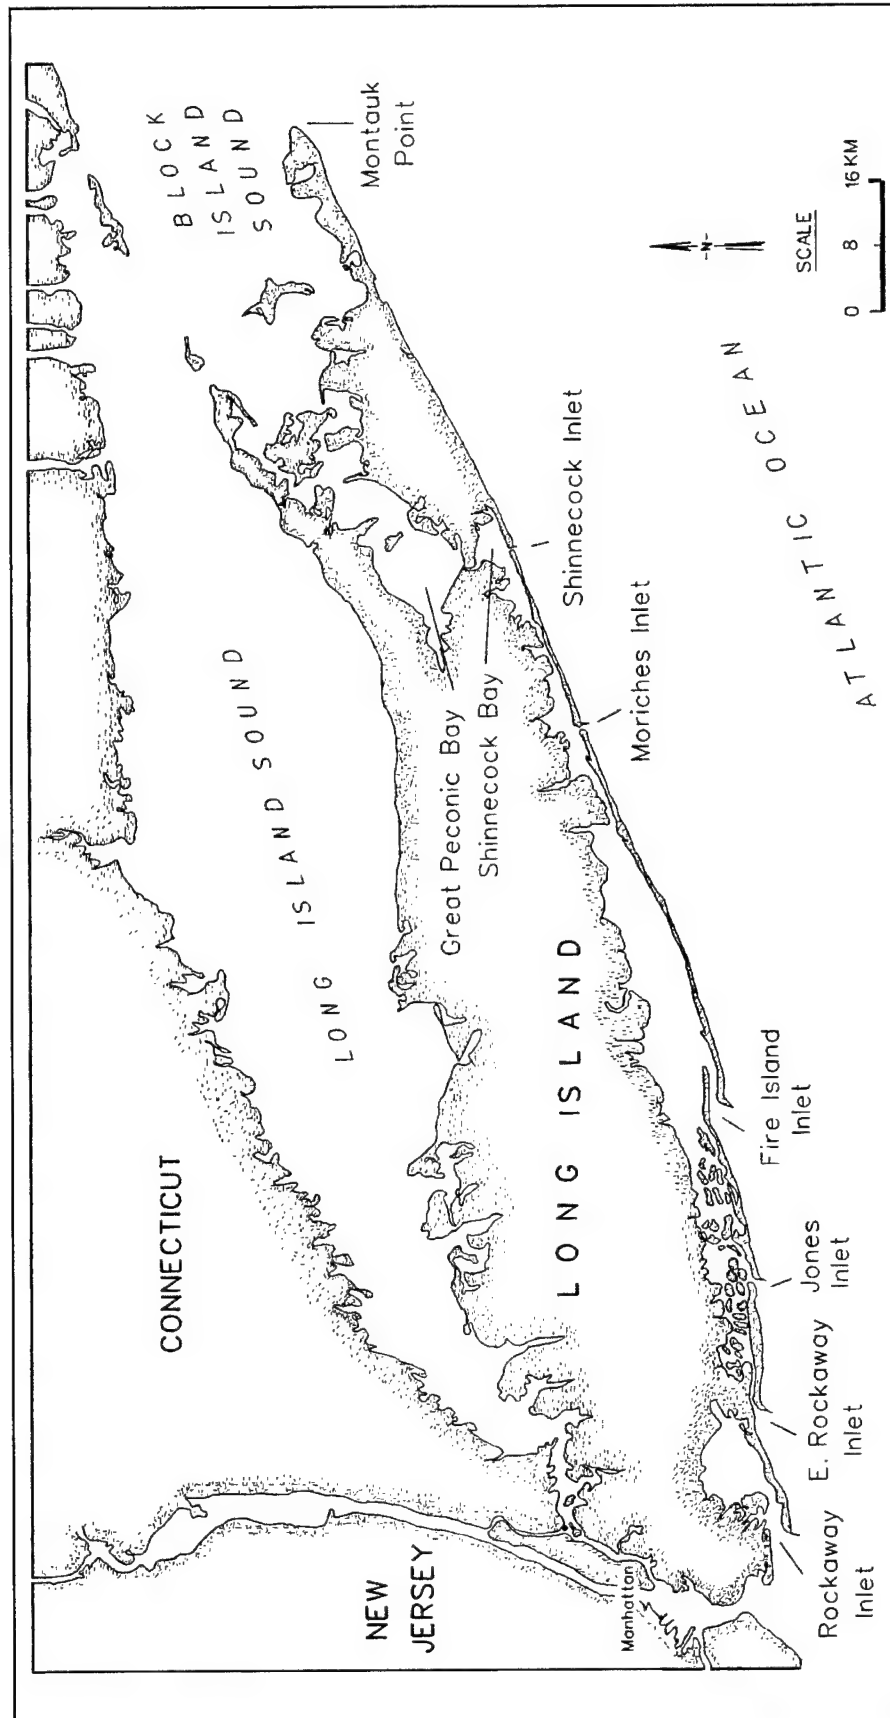 BLOCK
ISLAND
SOUND
Montauk
Point
CONNECTICUT
LONG ISLAND SOUND
NEW
JERSEY
Great Peconic Bay
Shinnecock Bay
LONG ISLAND
Manhattan
Shinnecock Inlet
Moriches Inlet
Fire Island
Inlet
Jones
Inlet
E. Rockaway
Inlet
Rockaway
Inlet
ATLANTIC OCEAN
-N-
SCALE
0 8 16 KM